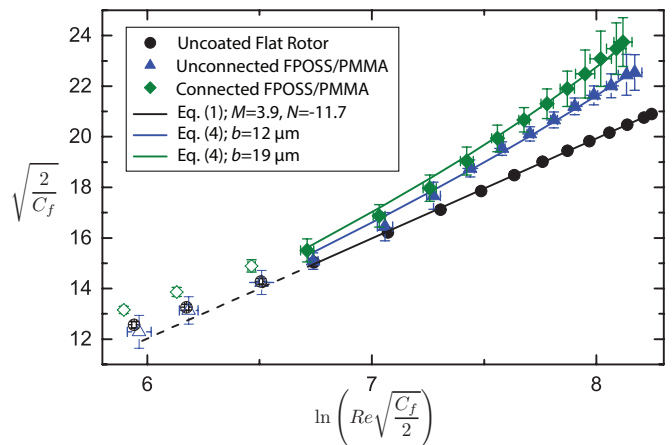 24
22
20
18
16
14
12
√(2/C_f)
Uncoated Flat Rotor
Unconnected FPOSS/PMMA
Connected FPOSS/PMMA
Eq. (1); M=3.9, N=-11.7
Eq. (4); b=12 μm
Eq. (4); b=19 μm
6 7 8
ln(Re√(C_f/2))